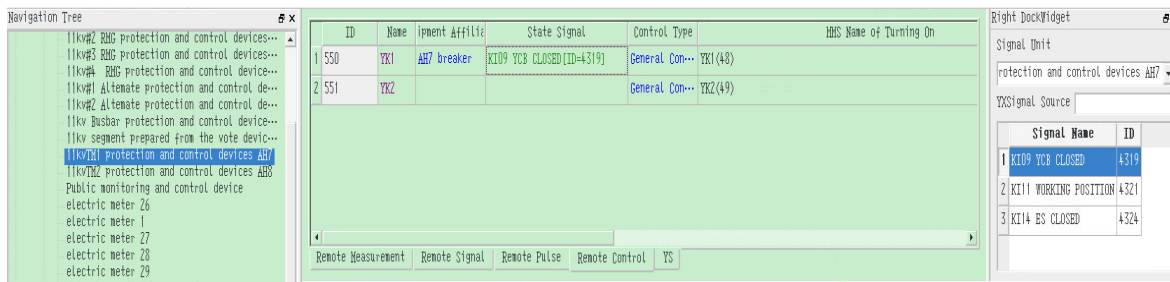 Navigation Tree
11kv#2 RMG protection and control devices···
11kv#3 RMG protection and control devices···
11kv#4 RMG protection and control device···
11kv#1 Altemate protection and control de···
11kv#2 Altemate protection and control de···
11kv Busbar protection and control device···
11kv segment prepared from the vote devic···
11kvTM1 protection and control devices AH7
11kvTM2 protection and control devices AH8
Public monitoring and control device
electric meter 26
electric meter 1
electric meter 27
electric meter 28
electric meter 29
ID Name ipment Affilia State Signal Control Type MMS Name of Turning On
1 550 YK1 AH7 breaker KI09 YCB CLOSED[ID=4319] General Con··· YK1(48)
2 551 YK2 General Con··· YK2(49)
Remote Measurement Remote Signal Remote Pulse Remote Control YS
Right DockWidget
Signal Unit
rotection and control devices AH7
YXSignal Source
Signal Name ID
1 KI09 YCB CLOSED 4319
2 KI11 WORKING POSITION 4321
3 KI14 ES CLOSED 4324